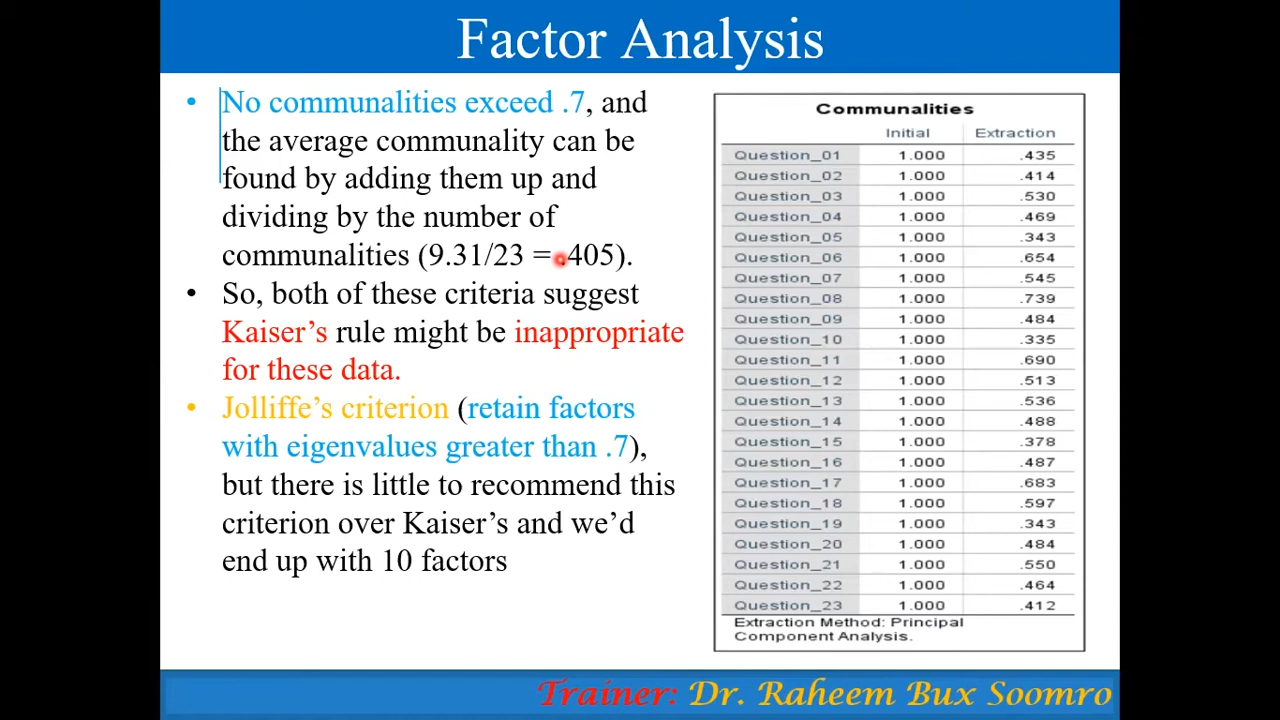 Factor Analysis
• No communalities exceed .7, and
the average communality can be
found by adding them up and
dividing by the number of
communalities (9.31/23 = .405).
• So, both of these criteria suggest
Kaiser’s rule might be inappropriate
for these data.
• Jolliffe’s criterion (retain factors
with eigenvalues greater than .7),
but there is little to recommend this
criterion over Kaiser’s and we’d
end up with 10 factors
Communalities
Initial Extraction
Question_01 1.000 .435
Question_02 1.000 .414
Question_03 1.000 .530
Question_04 1.000 .469
Question_05 1.000 .343
Question_06 1.000 .654
Question_07 1.000 .545
Question_08 1.000 .739
Question_09 1.000 .484
Question_10 1.000 .335
Question_11 1.000 .690
Question_12 1.000 .513
Question_13 1.000 .536
Question_14 1.000 .488
Question_15 1.000 .378
Question_16 1.000 .487
Question_17 1.000 .683
Question_18 1.000 .597
Question_19 1.000 .343
Question_20 1.000 .484
Question_21 1.000 .550
Question_22 1.000 .464
Question_23 1.000 .412
Extraction Method: Principal
Component Analysis.
Trainer: Dr. Raheem Bux Soomro